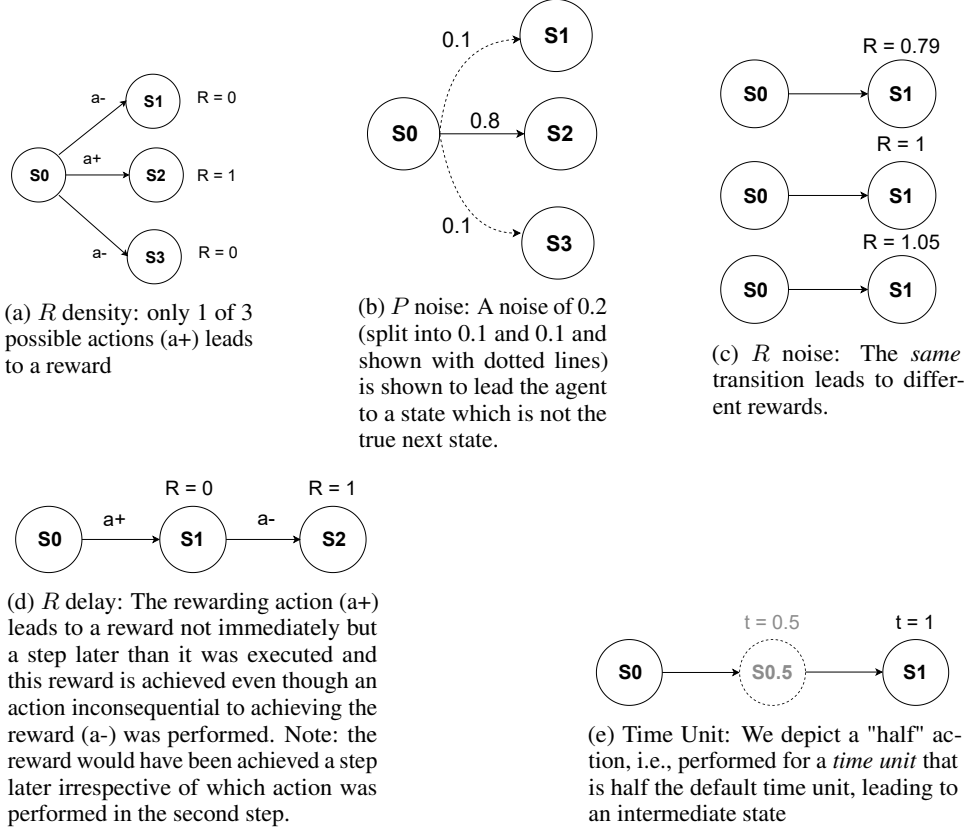 a-
S1
R = 0
S0
a+
S2
R = 1
a-
S3
R = 0
(a) R density: only 1 of 3
possible actions (a+) leads
to a reward
0.1
S1
S0
0.8
S2
0.1
S3
(b) P noise: A noise of 0.2
(split into 0.1 and 0.1 and
shown with dotted lines)
is shown to lead the agent
to a state which is not the
true next state.
R = 0.79
S0
S1
R = 1
S0
S1
R = 1.05
S0
S1
(c) R noise: The same
transition leads to differ-
ent rewards.
R = 0
R = 1
S0
a+
S1
a-
S2
(d) R delay: The rewarding action (a+)
leads to a reward not immediately but
a step later than it was executed and
this reward is achieved even though an
action inconsequential to achieving the
reward (a-) was performed. Note: the
reward would have been achieved a step
later irrespective of which action was
performed in the second step.
t = 0.5
t = 1
S0
S0.5
S1
(e) Time Unit: We depict a "half" ac-
tion, i.e., performed for a time unit that
is half the default time unit, leading to
an intermediate state